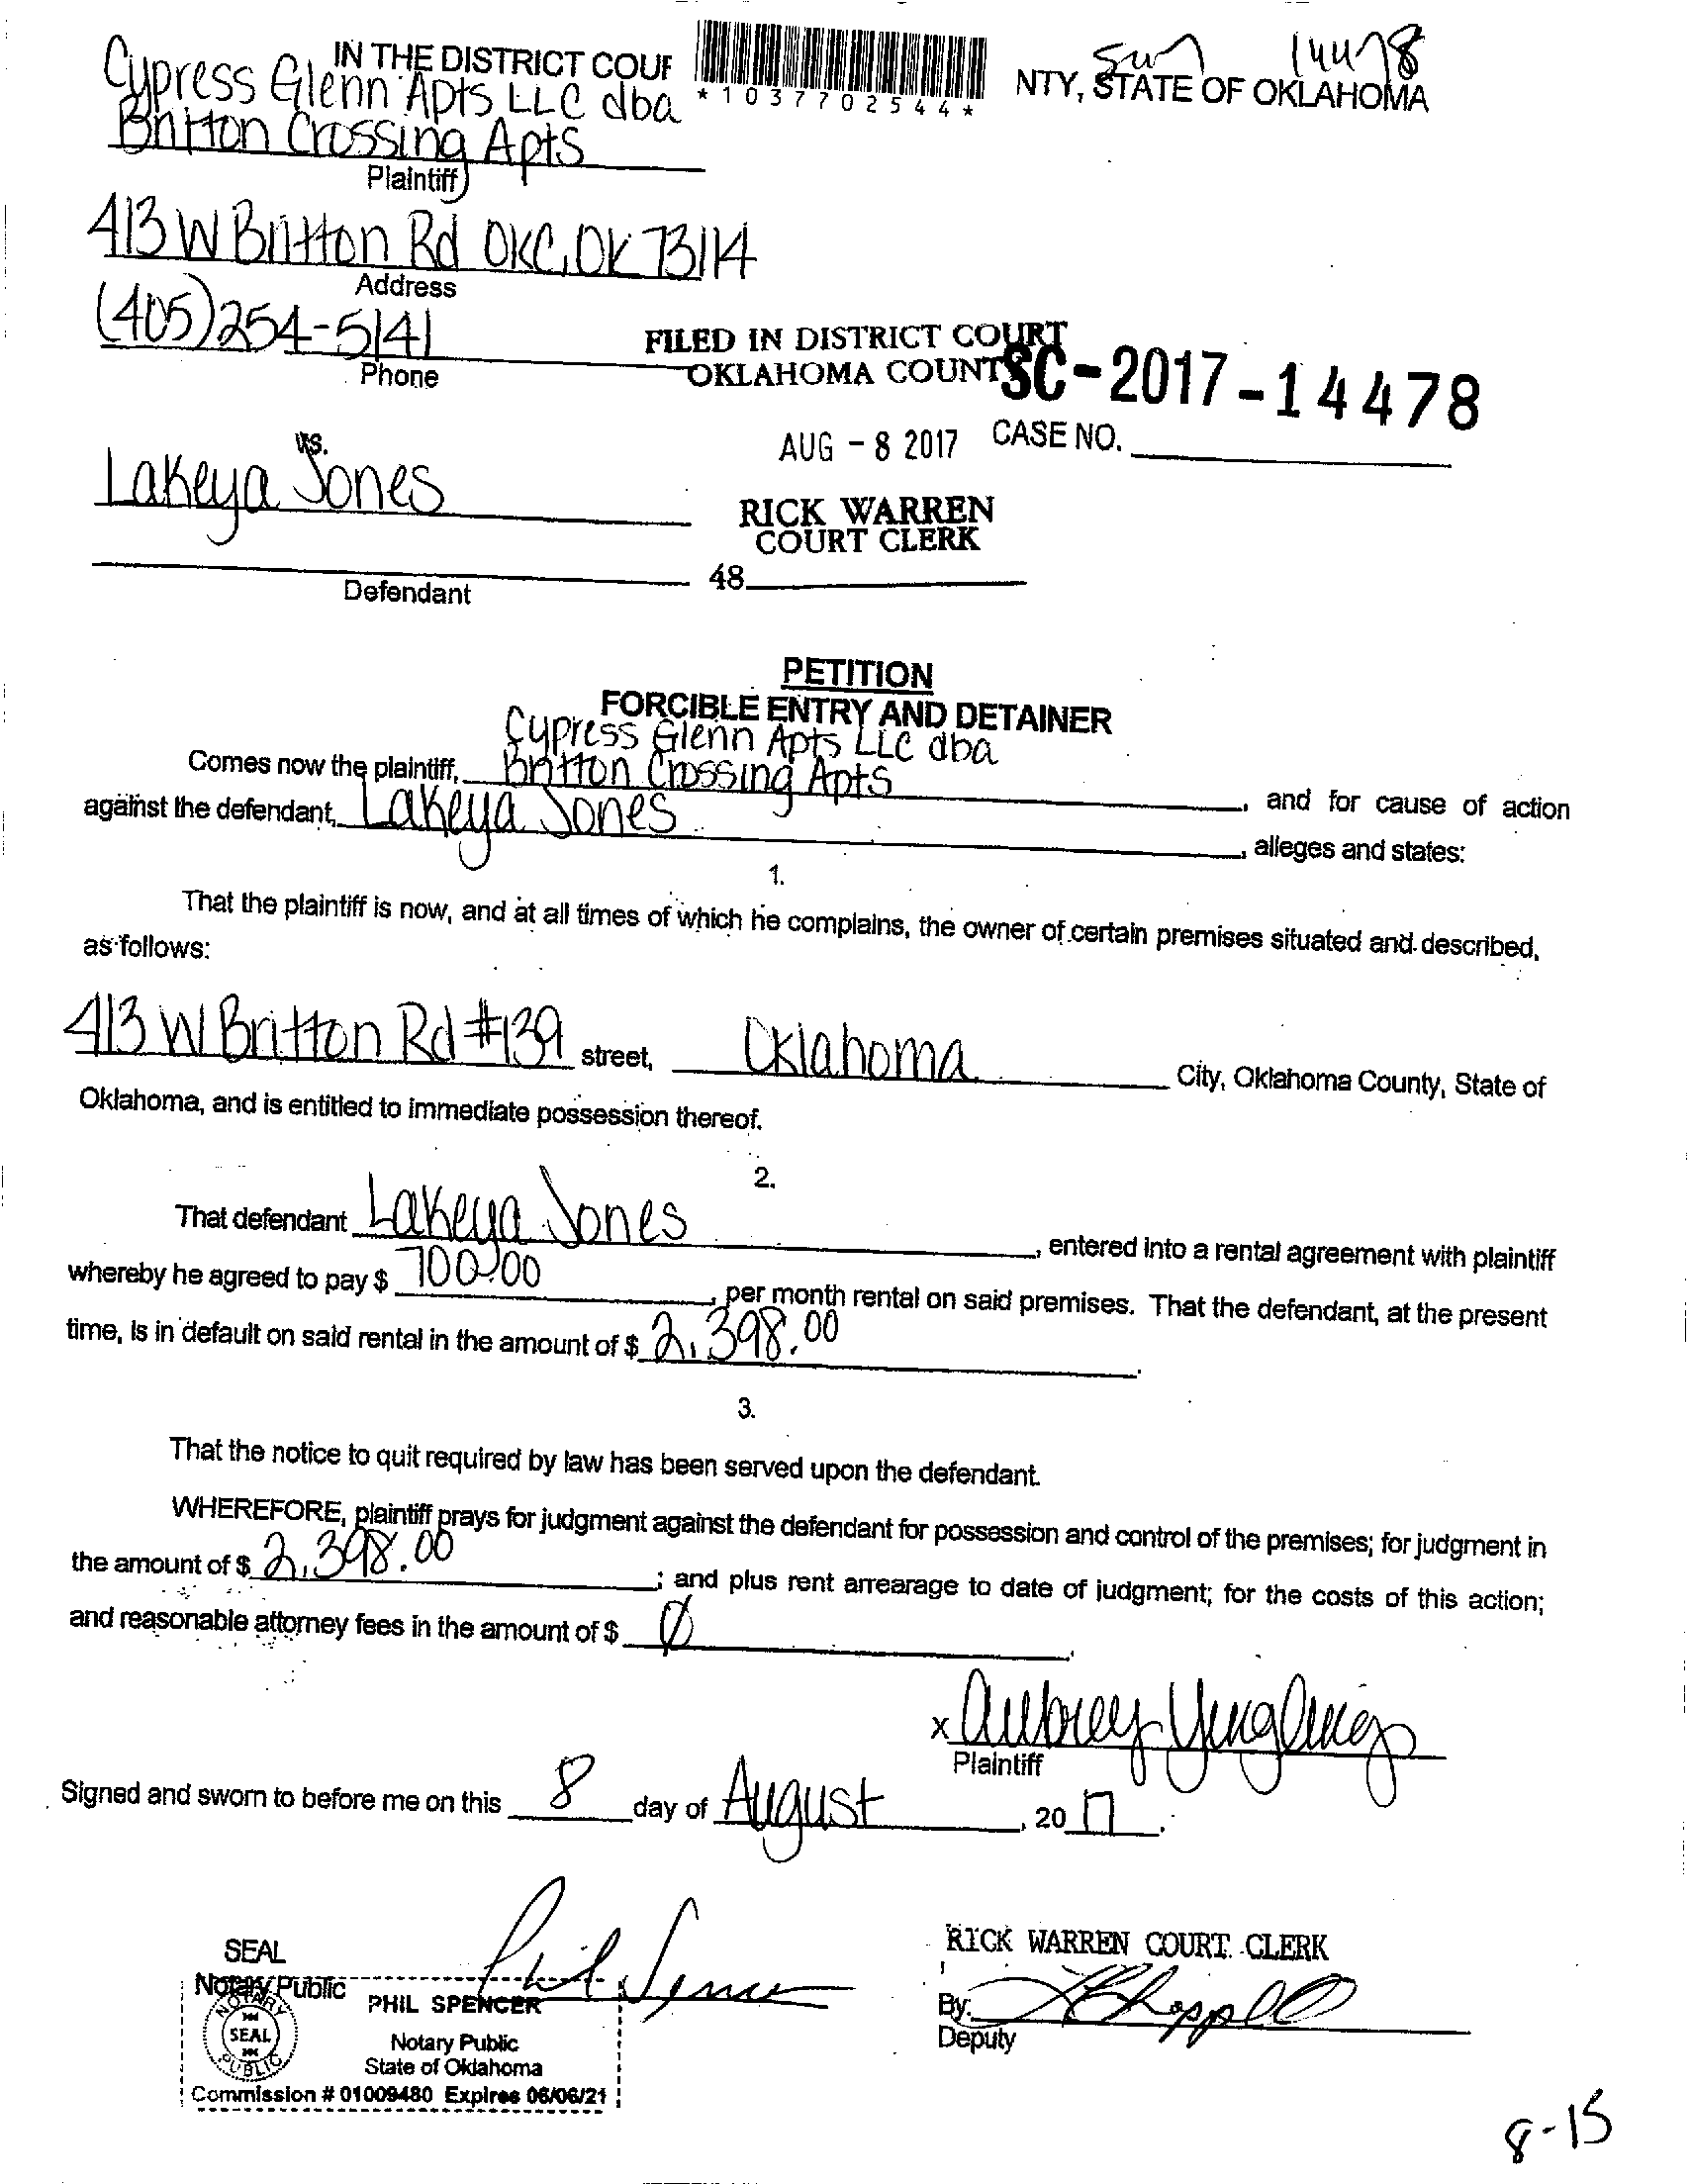 Sum 14478
IN THE DISTRICT COUR NTY, STATE OF OKLAHOMA
*1037702544*
Cypress Glenn Apts LLC dba
Britton Crossing Apts
Plaintiff
413 W Britton Rd OKC, OK 73114
Address
(405) 254-5141
Phone
FILED IN DISTRICT COURT
OKLAHOMA COUNT
SC-2017-14478
AUG - 8 2017 CASE NO.
vs.
Lakeya Jones
RICK WARREN
COURT CLERK
48
Defendant
PETITION
FORCIBLE ENTRY AND DETAINER
Cypress Glenn Apts LLC dba
Comes now the plaintiff, Britton Crossing Apts, and for cause of action
against the defendant, Lakeya Jones, alleges and states:
1.
That the plaintiff is now, and at all times of which he complains, the owner of certain premises situated and described,
as follows:
413 W Britton Rd #139 street, Oklahoma City, Oklahoma County, State of
Oklahoma, and is entitled to immediate possession thereof.
2.
That defendant Lakeya Jones, entered into a rental agreement with plaintiff
whereby he agreed to pay $ 700.00, per month rental on said premises. That the defendant, at the present
time, is in default on said rental in the amount of $ 2,398.00.
3.
That the notice to quit required by law has been served upon the defendant.
WHEREFORE, plaintiff prays for judgment against the defendant for possession and control of the premises; for judgment in
the amount of $ 2,398.00; and plus rent arrearage to date of judgment; for the costs of this action;
and reasonable attorney fees in the amount of $ Ø.
x Aubrey Yuengling
Plaintiff
Signed and sworn to before me on this 8 day of August, 20 17.
Phil Spencer
SEAL
Notary Public
PHIL SPENCER
Notary Public
State of Oklahoma
Commission # 01009480 Expires 06/06/21
NOTARY
SEAL
PUBLIC
RICK WARREN COURT CLERK
By:
Deputy
8-15